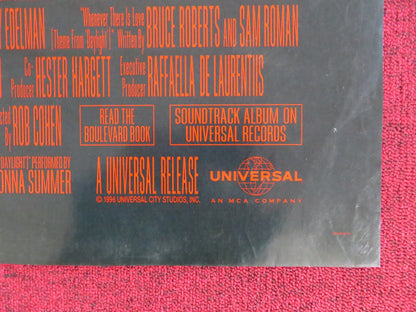 EDELMAN "Whenever There Is Love BRUCE ROBERTS AND SAM ROMAN
(Theme From 'Daylight')" Written By
Co-Producer HESTER HARGETT Executive Producer RAFFAELLA DE LAURENTIIS
By ROB COHEN READ THE BOULEVARD BOOK SOUNDTRACK ALBUM ON UNIVERSAL RECORDS
DAYLIGHT)" PERFORMED BY
ONNA SUMMER A UNIVERSAL RELEASE UNIVERSAL
© 1996 UNIVERSAL CITY STUDIOS, INC. AN MCA COMPANY